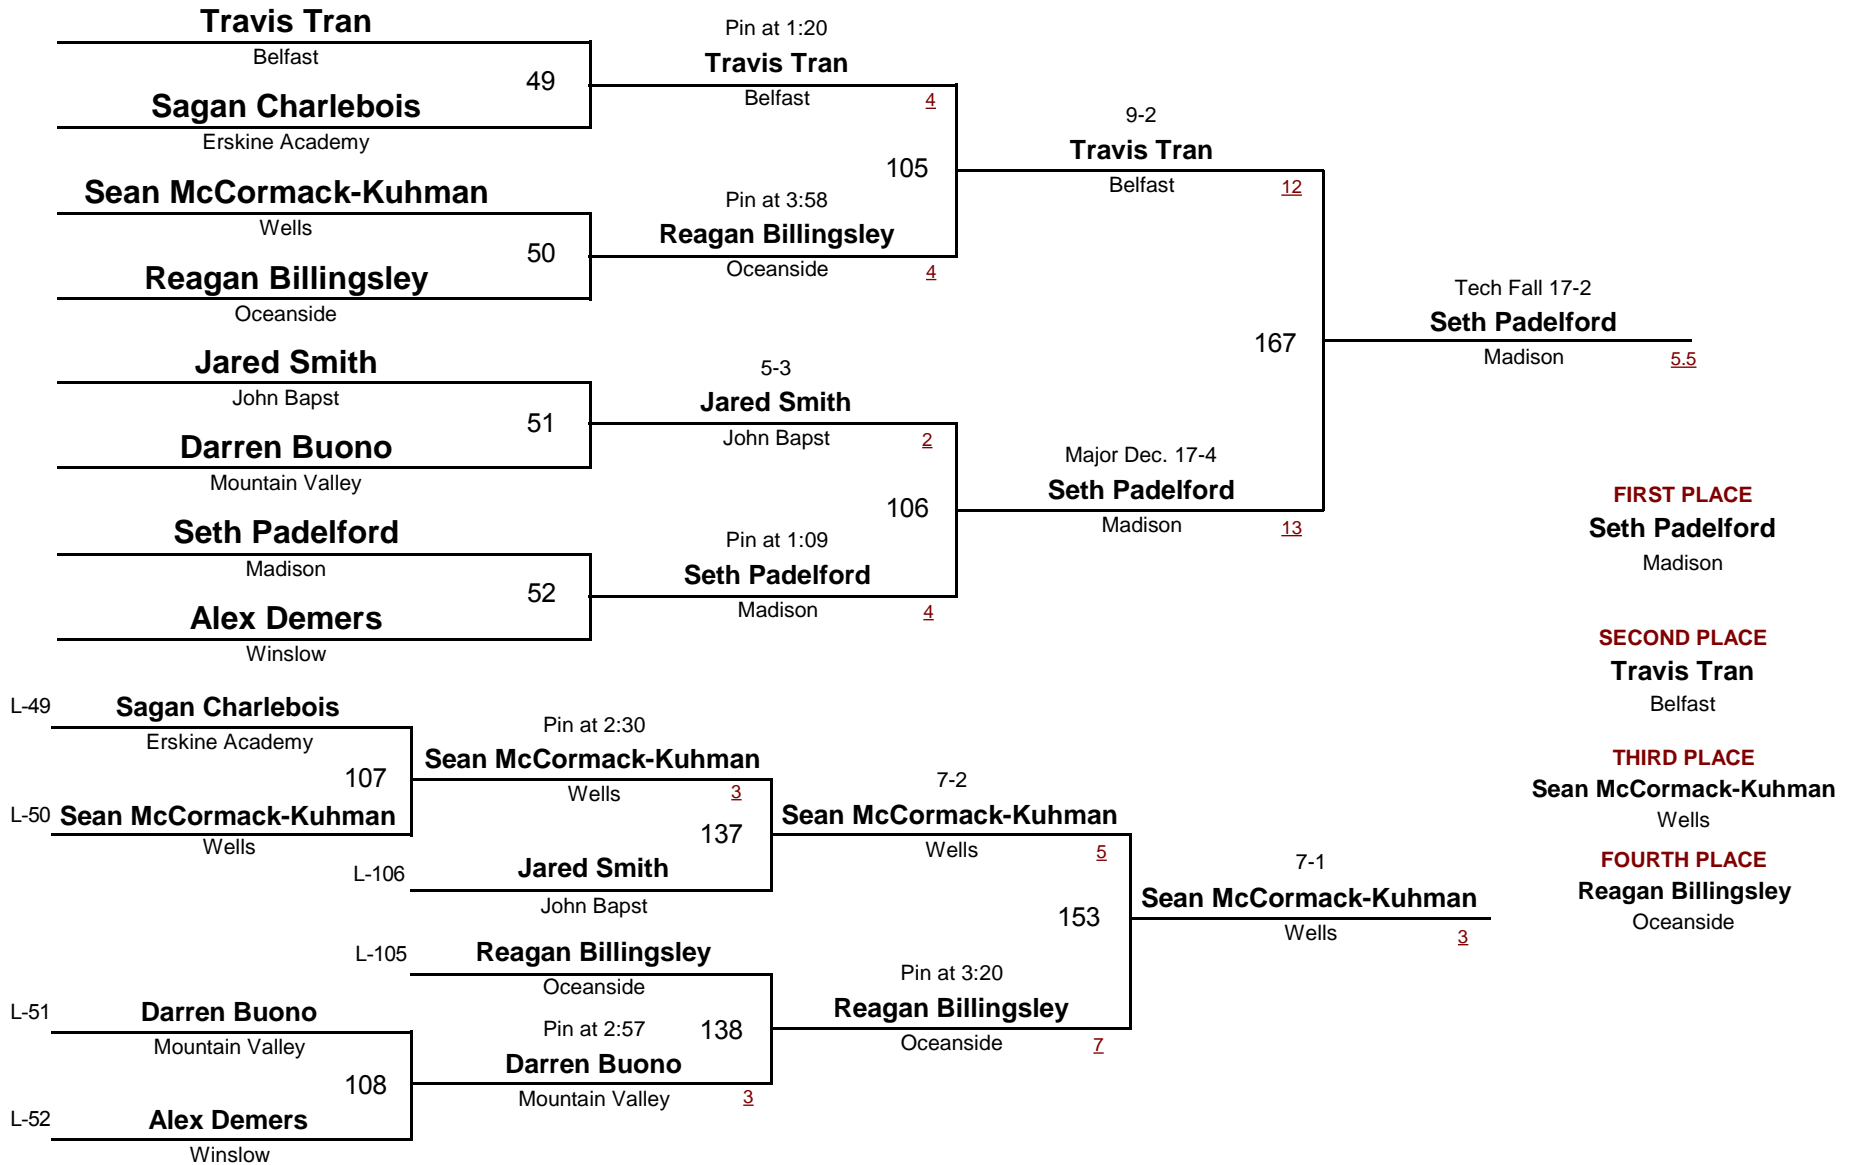 Travis Tran
Belfast
49
Sagan Charlebois
Erskine Academy
Sean McCormack-Kuhman
Wells
50
Reagan Billingsley
Oceanside
Jared Smith
John Bapst
51
Darren Buono
Mountain Valley
Seth Padelford
Madison
52
Alex Demers
Winslow
Pin at 1:20
Travis Tran
Belfast 4
105
Pin at 3:58
Reagan Billingsley
Oceanside 4
5-3
Jared Smith
John Bapst 2
106
Pin at 1:09
Seth Padelford
Madison 4
9-2
Travis Tran
Belfast 12
167
Major Dec. 17-4
Seth Padelford
Madison 13
Tech Fall 17-2
Seth Padelford
Madison 5.5
FIRST PLACE
Seth Padelford
Madison
SECOND PLACE
Travis Tran
Belfast
THIRD PLACE
Sean McCormack-Kuhman
Wells
FOURTH PLACE
Reagan Billingsley
Oceanside
L-49 Sagan Charlebois
Erskine Academy
107
L-50 Sean McCormack-Kuhman
Wells
L-51 Darren Buono
Mountain Valley
108
L-52 Alex Demers
Winslow
Pin at 2:30
Sean McCormack-Kuhman
Wells 3
137
L-106 Jared Smith
John Bapst
L-105 Reagan Billingsley
Oceanside
Pin at 2:57 138
Darren Buono
Mountain Valley 3
7-2
Sean McCormack-Kuhman
Wells 5
153
Pin at 3:20
Reagan Billingsley
Oceanside 7
7-1
Sean McCormack-Kuhman
Wells 3